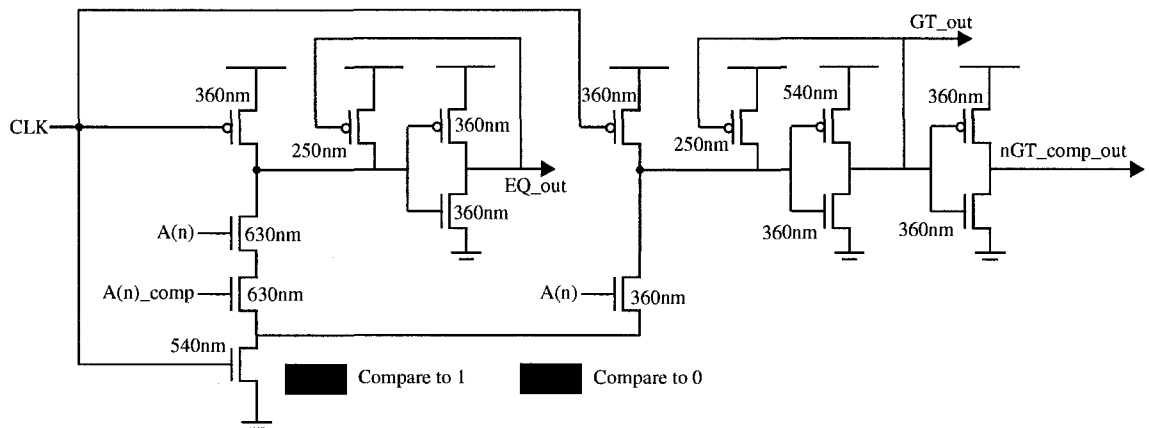 GT_out
360nm
360nm
540nm
360nm
CLK
250nm
360nm
250nm
nGT_comp_out
EQ_out
360nm
360nm
360nm
A(n)
630nm
A(n)_comp
630nm
A(n)
360nm
540nm
Compare to 1
Compare to 0